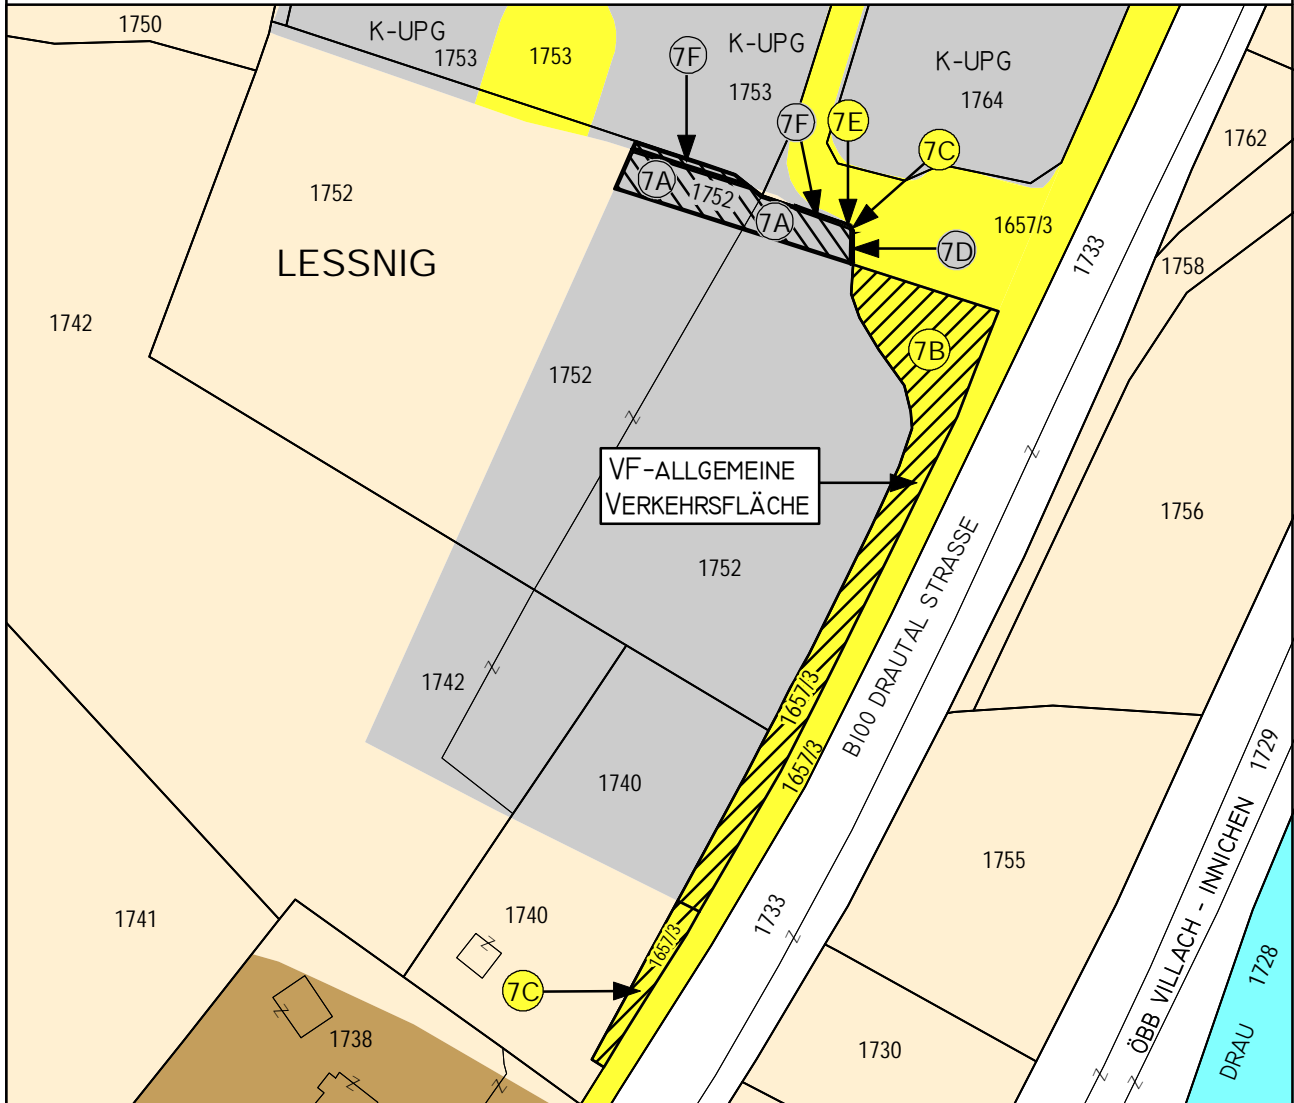 1750
K-UPG
1753
1753
K-UPG
1753
K-UPG
1764
7F
7F
7E
7C
1762
7A
1752
1752
7A
1657/3
7D
1733
1758
LESSNIG
1742
7B
1752
VF-ALLGEMEINE
VERKEHRSFLÄCHE
1756
1752
B100 DRAUTAL STRASSE
1742
1657/3
1657/3
1740
1729
ÖBB VILLACH - INNICHEN
1755
1741
1740
1733
1657/3
1728
7C
1738
1730
DRAU